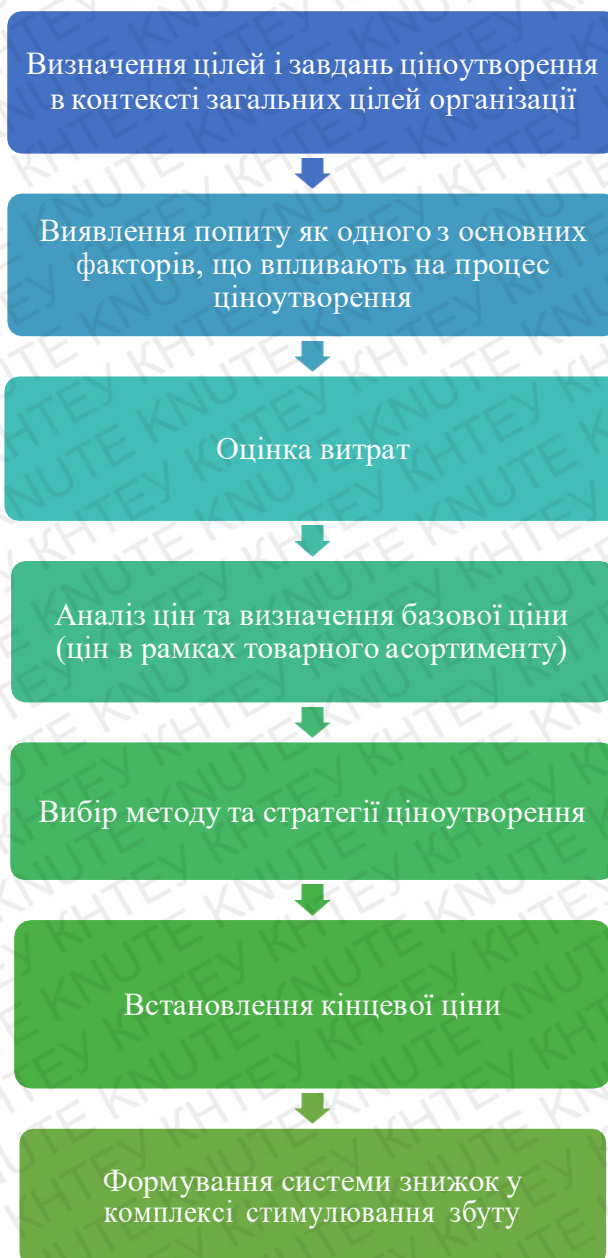 Визначення цілей і завдань ціноутворення
в контексті загальних цілей організації
Виявлення попиту як одного з основних
факторів, що впливають на процес
ціноутворення
Оцінка витрат
Аналіз цін та визначення базової ціни
(цін в рамках товарного асортименту)
Вибір методу та стратегії ціноутворення
Встановлення кінцевої ціни
Формування системи знижок у
комплексі стимулювання збуту